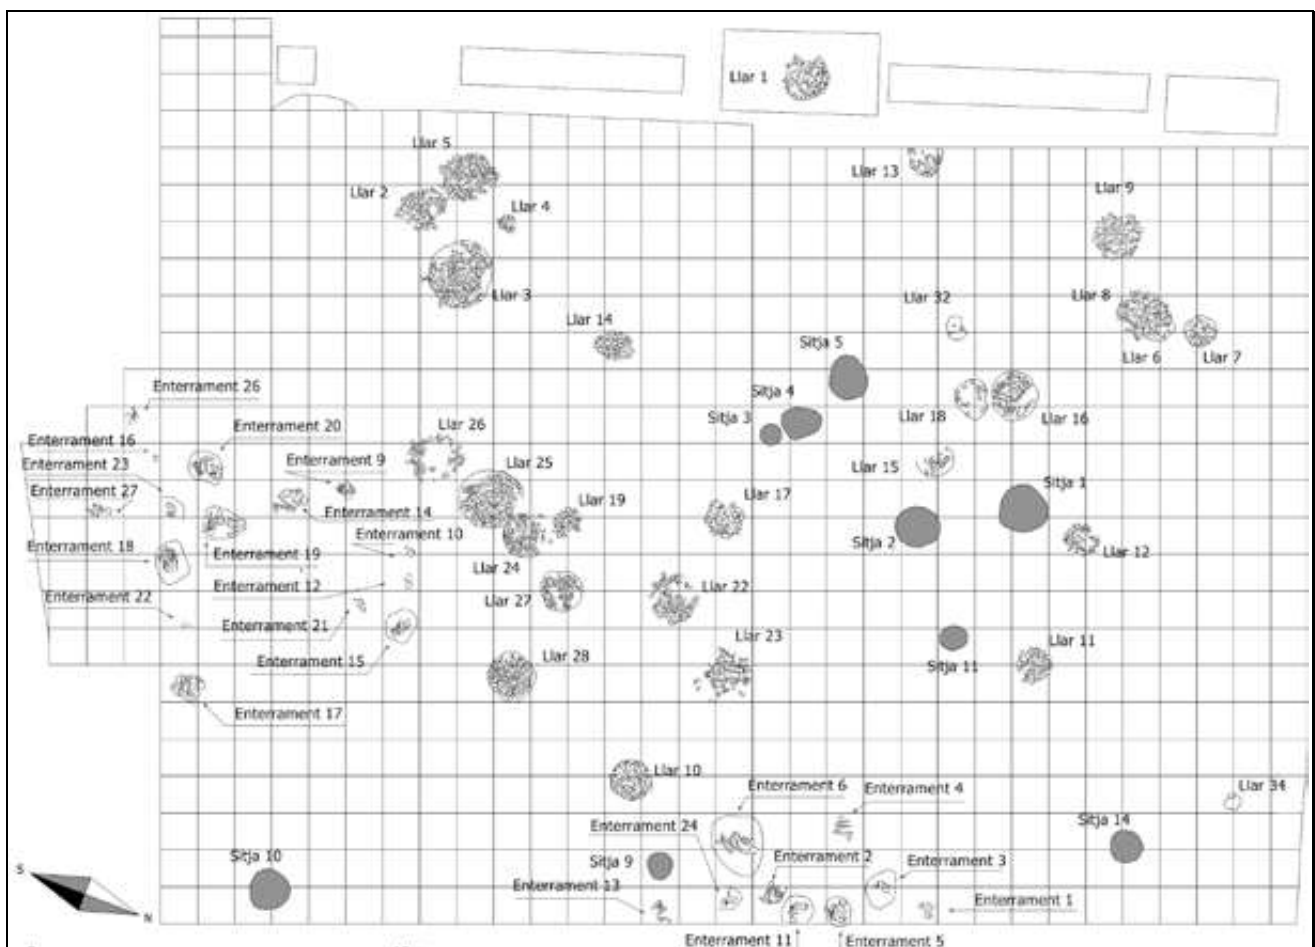 Llar 1
Llar 5
Llar 13
Llar 2
Llar 9
Llar 4
Llar 3
Llar 32
Llar 8
Llar 14
Sitja 5
Llar 6
Llar 7
Enterrament 26
Sitja 4
Enterrament 20
Sitja 3
Llar 18
Llar 16
Llar 26
Enterrament 16
Enterrament 9
Enterrament 23
Llar 25
Llar 15
Sitja 1
Enterrament 27
Llar 19
Llar 17
Enterrament 14
Enterrament 10
Sitja 2
Enterrament 18
Enterrament 19
Llar 12
Llar 24
Enterrament 12
Llar 22
Enterrament 22
Llar 27
Enterrament 21
Llar 23
Llar 11
Enterrament 15
Llar 28
Sitja 11
Enterrament 17
Llar 10
Enterrament 6
Enterrament 4
Llar 34
Enterrament 24
Sitja 14
Sitja 10
Sitja 9
Enterrament 2
Enterrament 3
S
Enterrament 13
Enterrament 1
N
Enterrament 11
Enterrament 5